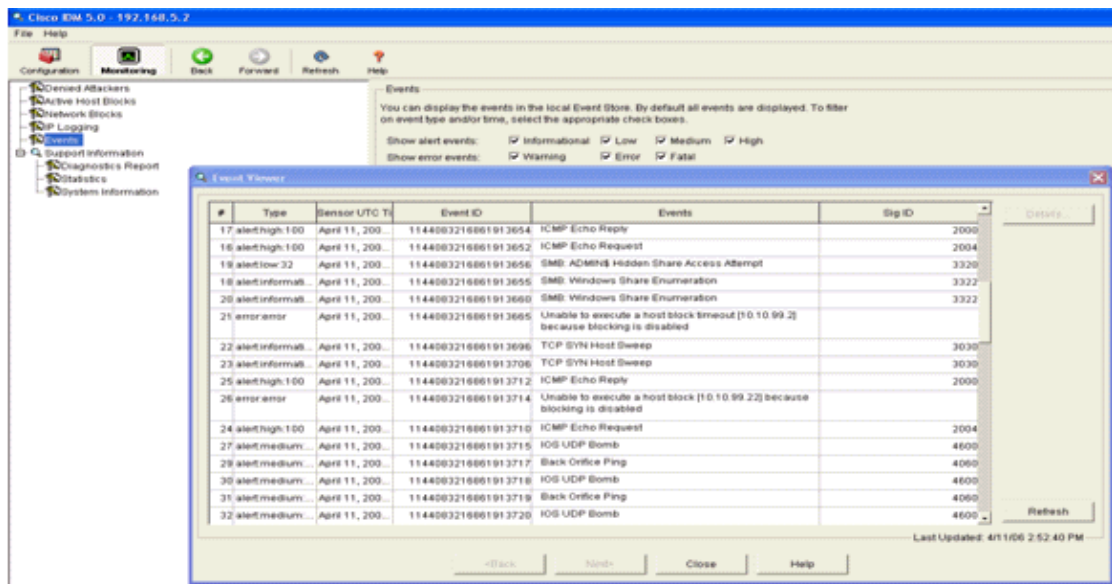 Cisco IDM 5.0 - 192.168.5.2
File Help
Configuration Monitoring Back Forward Refresh Help
Denied Attackers
Active Host Blocks
Network Blocks
IP Logging
Events
Support Information
Diagnostics Report
Statistics
System Information
Events
You can display the events in the local Event Store. By default all events are displayed. To filter
on event type and/or time, select the appropriate check boxes.
Show alert events: Informational Low Medium High
Show error events: Warning Error Fatal
Event Viewer
# Type Sensor UTC Ti Event ID Events Sig ID
Details...
17 alert:high:100 April 11, 200... 1144083216861913654 ICMP Echo Reply 2000
16 alert:high:100 April 11, 200... 1144083216861913652 ICMP Echo Request 2004
19 alert:low:32 April 11, 200... 1144083216861913656 SMB: ADMIN$ Hidden Share Access Attempt 3320
18 alert:informati... April 11, 200... 1144083216861913655 SMB: Windows Share Enumeration 3322
20 alert:informati... April 11, 200... 1144083216861913660 SMB: Windows Share Enumeration 3322
21 error:error April 11, 200... 1144083216861913665 Unable to execute a host block timeout [10.10.99.2]
because blocking is disabled
22 alert:informati... April 11, 200... 1144083216861913696 TCP SYN Host Sweep 3030
23 alert:informati... April 11, 200... 1144083216861913706 TCP SYN Host Sweep 3030
25 alert:high:100 April 11, 200... 1144083216861913712 ICMP Echo Reply 2000
26 error:error April 11, 200... 1144083216861913714 Unable to execute a host block [10.10.99.22] because
blocking is disabled
24 alert:high:100 April 11, 200... 1144083216861913710 ICMP Echo Request 2004
27 alert:medium:... April 11, 200... 1144083216861913715 IOS UDP Bomb 4600
29 alert:medium:... April 11, 200... 1144083216861913717 Back Orifice Ping 4060
30 alert:medium:... April 11, 200... 1144083216861913718 IOS UDP Bomb 4600
31 alert:medium:... April 11, 200... 1144083216861913719 Back Orifice Ping 4060
32 alert:medium:... April 11, 200... 1144083216861913720 IOS UDP Bomb 4600
Refresh
Last Updated: 4/11/06 2:52:40 PM
<Back Next> Close Help